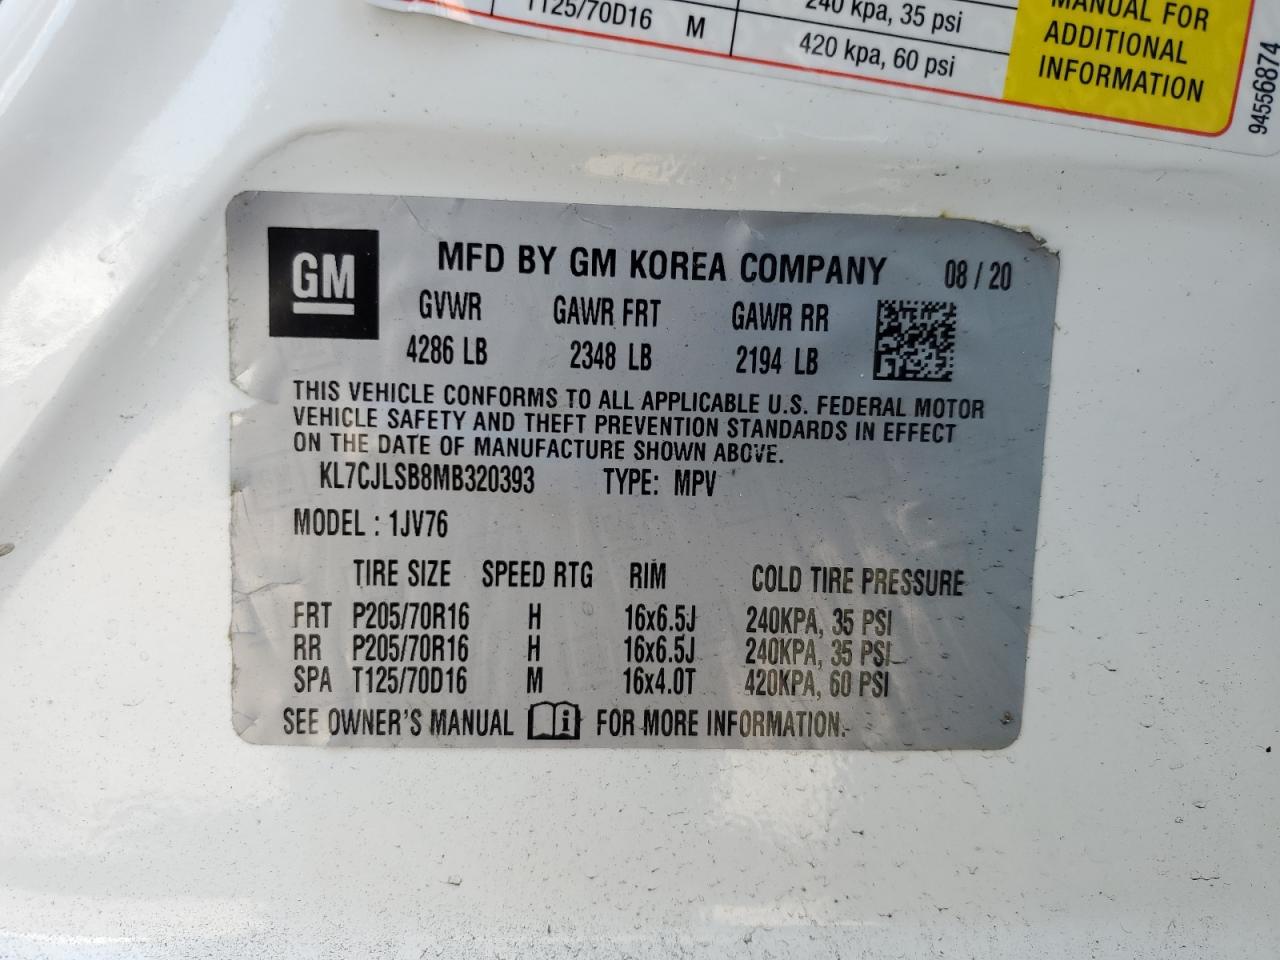 T125/70D16 M 240 kpa, 35 psi
420 kpa, 60 psi
MANUAL FOR
ADDITIONAL
INFORMATION
94556874
GM
MFD BY GM KOREA COMPANY 08 / 20
GVWR GAWR FRT GAWR RR
4286 LB 2348 LB 2194 LB
THIS VEHICLE CONFORMS TO ALL APPLICABLE U.S. FEDERAL MOTOR
VEHICLE SAFETY AND THEFT PREVENTION STANDARDS IN EFFECT
ON THE DATE OF MANUFACTURE SHOWN ABOVE.
KL7CJLSB8MB320393 TYPE: MPV
MODEL : 1JV76
TIRE SIZE SPEED RTG RIM COLD TIRE PRESSURE
FRT P205/70R16 H 16x6.5J 240KPA, 35 PSI
RR P205/70R16 H 16x6.5J 240KPA, 35 PSI
SPA T125/70D16 M 16x4.0T 420KPA, 60 PSI
SEE OWNER'S MANUAL i FOR MORE INFORMATION.